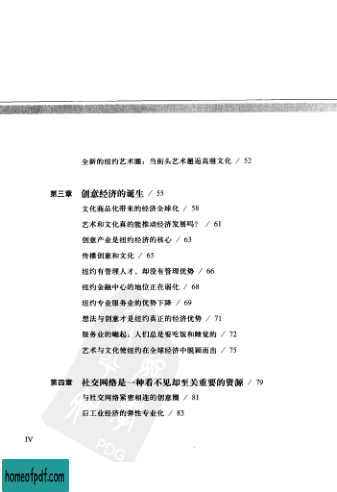 全新的纽约艺术圈：当街头艺术邂逅高雅文化 / 52
第三章 创意经济的诞生 / 55
文化商品化带来的经济全球化 / 58
艺术和文化真的能推动经济发展吗？ / 61
创意产业是纽约经济的核心 / 63
传播创意和文化 / 65
纽约有管理人才，却没有管理优势 / 66
纽约金融中心的地位正在弱化 / 68
纽约专业服务业的优势下降 / 69
想法与创意才是纽约真正的经济优势 / 71
服务业的崛起：人们总是要吃饭和睡觉的 / 72
艺术与文化使纽约在全球经济中脱颖而出 / 75
第四章 社交网络是一种看不见却至关重要的资源 / 79
与社交网络紧密相连的创意圈 / 81
后工业经济的弹性专业化 / 83
PDG
IV
homeofpdf.com